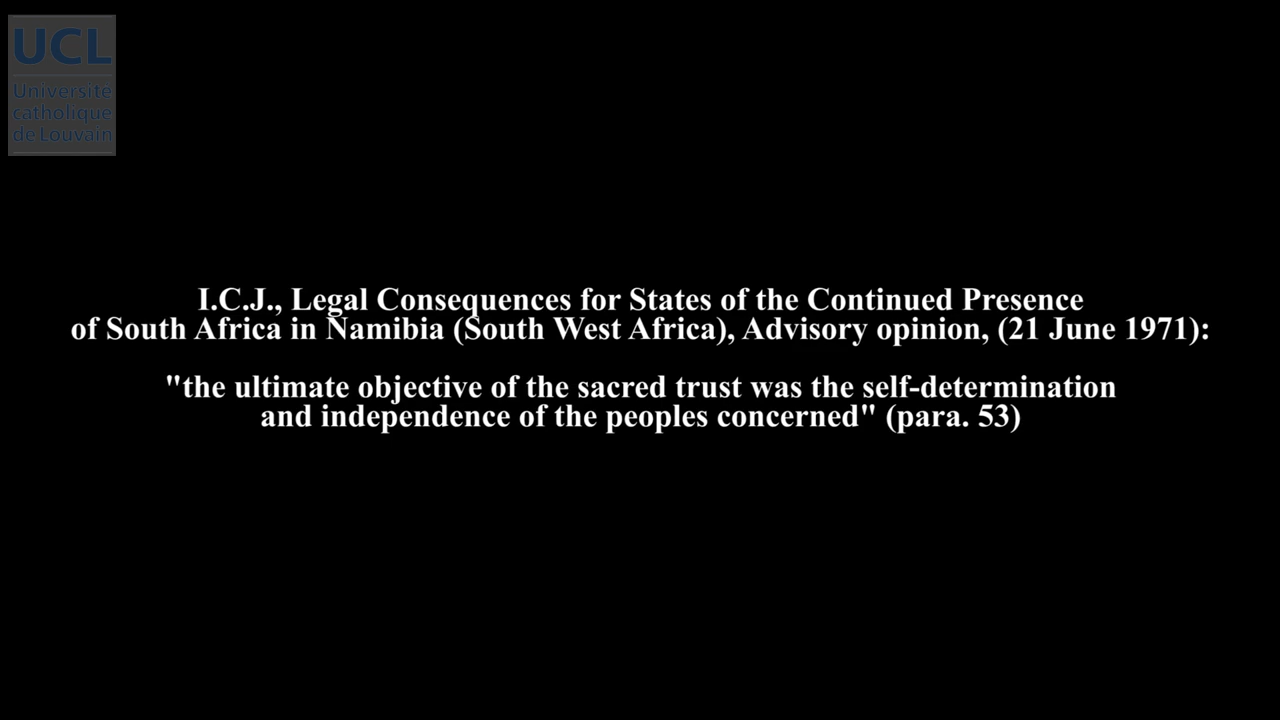 UCL
Université
catholique
de Louvain
I.C.J., Legal Consequences for States of the Continued Presence
of South Africa in Namibia (South West Africa), Advisory opinion, (21 June 1971):
"the ultimate objective of the sacred trust was the self-determination
and independence of the peoples concerned" (para. 53)